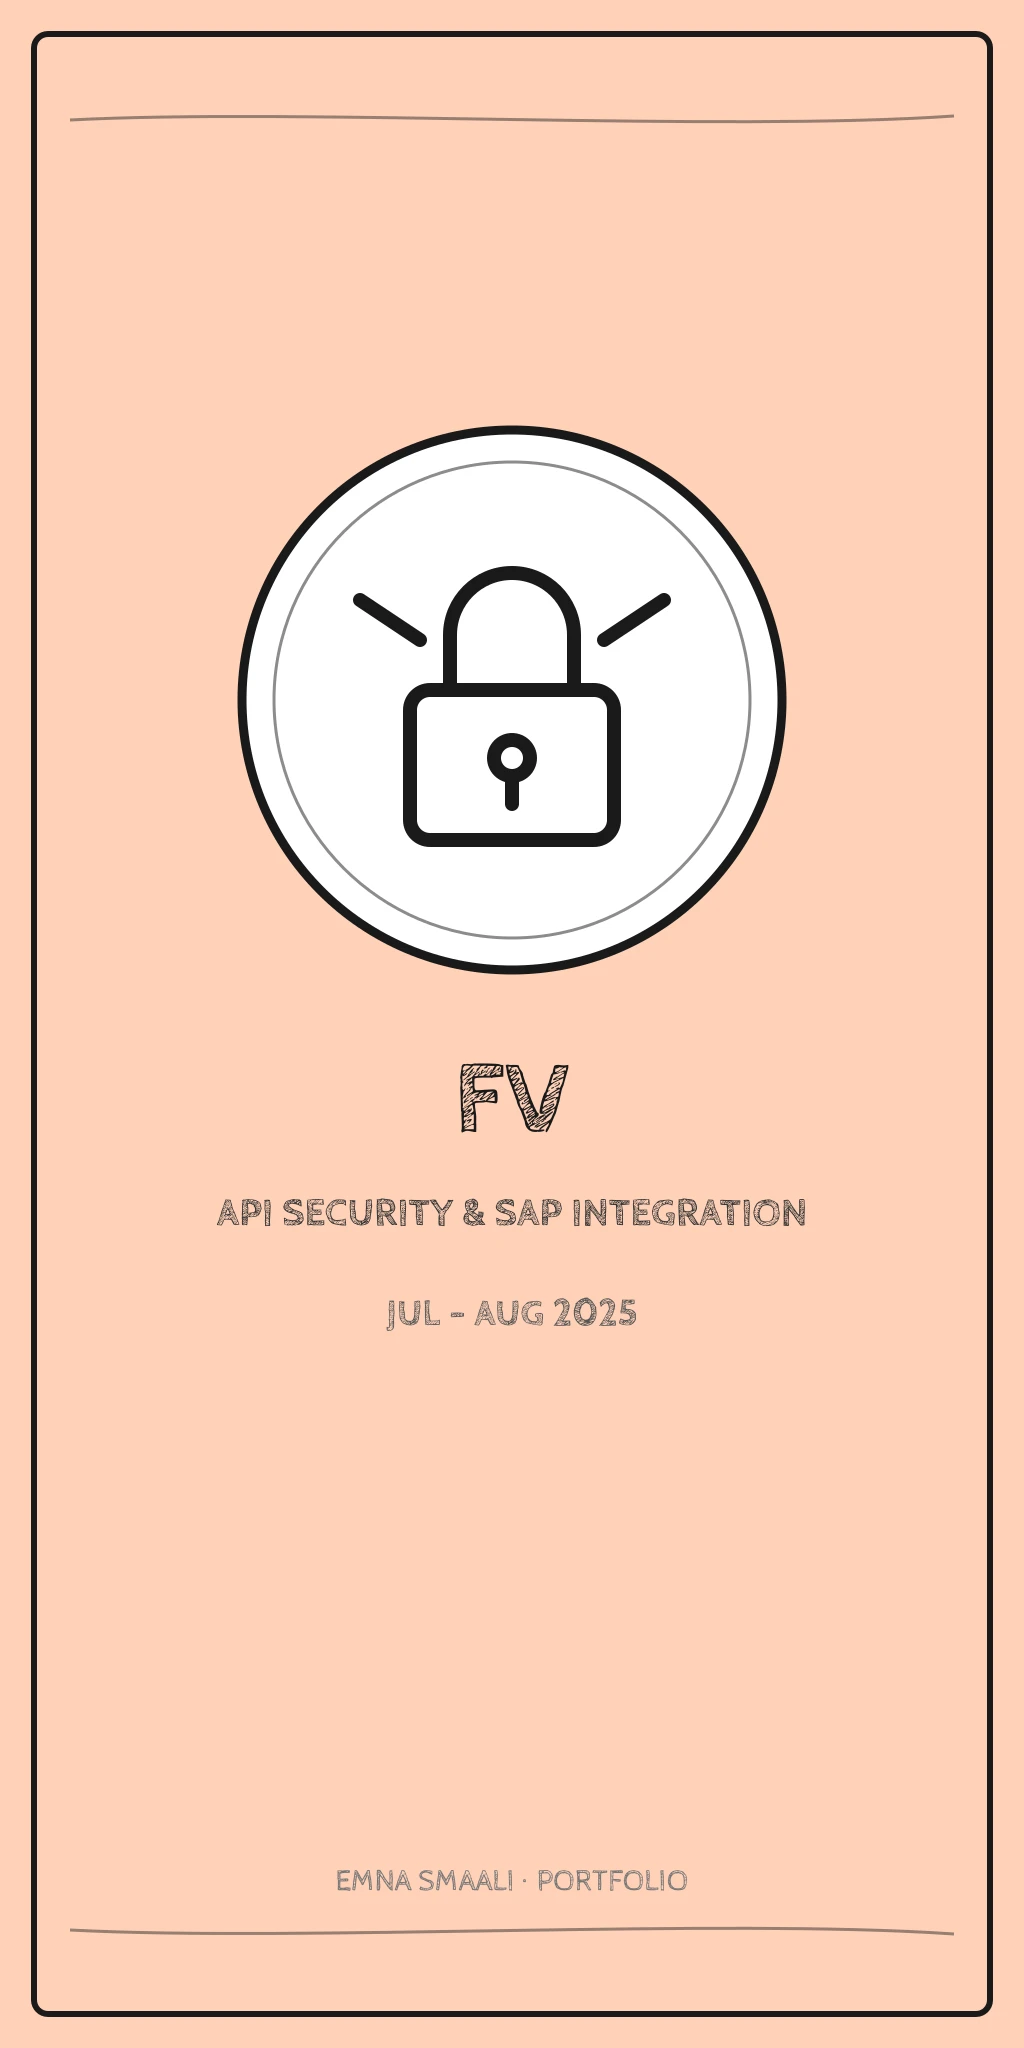 FV
API SECURITY & SAP INTEGRATION
JUL – AUG 2025
EMNA SMAALI · PORTFOLIO